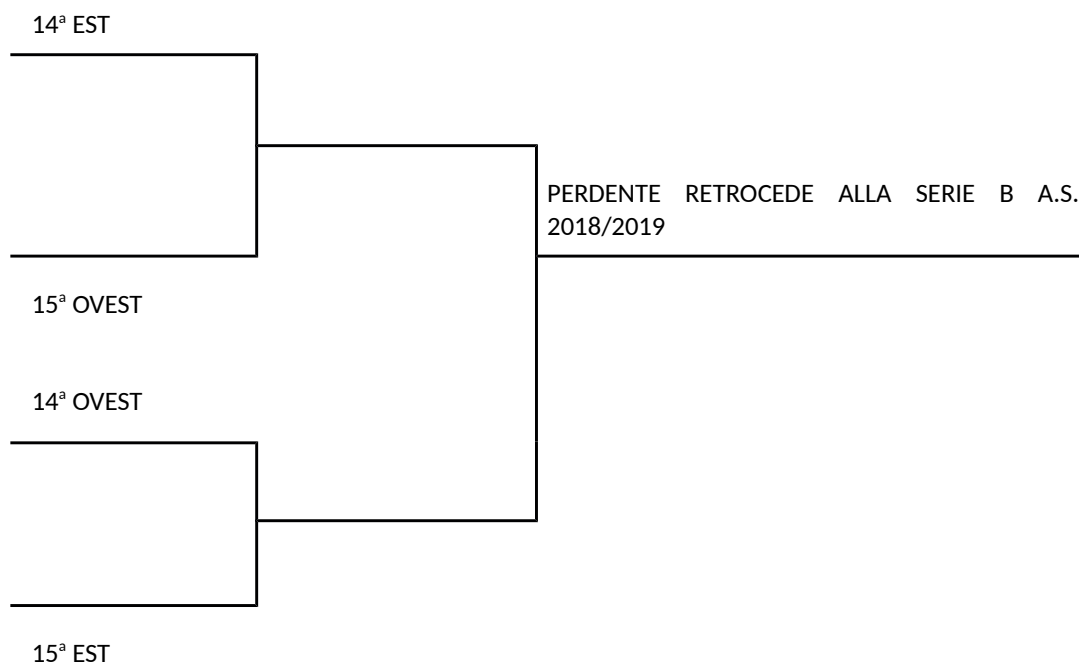 14ª EST
PERDENTE RETROCEDE ALLA SERIE B A.S.
2018/2019
15ª OVEST
14ª OVEST
15ª EST